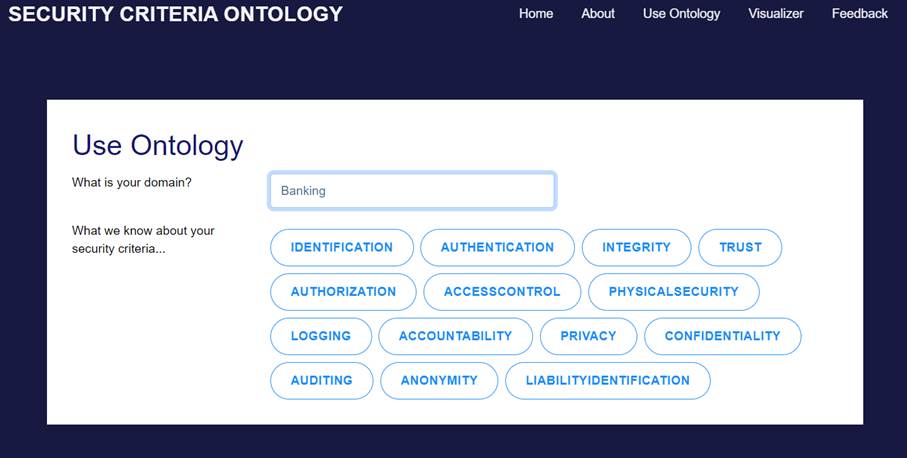 SECURITY CRITERIA ONTOLOGY
Home About Use Ontology Visualizer Feedback
Use Ontology
What is your domain?
Banking
What we know about your
security criteria...
IDENTIFICATION AUTHENTICATION INTEGRITY TRUST
AUTHORIZATION ACCESSCONTROL PHYSICALSECURITY
LOGGING ACCOUNTABILITY PRIVACY CONFIDENTIALITY
AUDITING ANONYMITY LIABILITYIDENTIFICATION